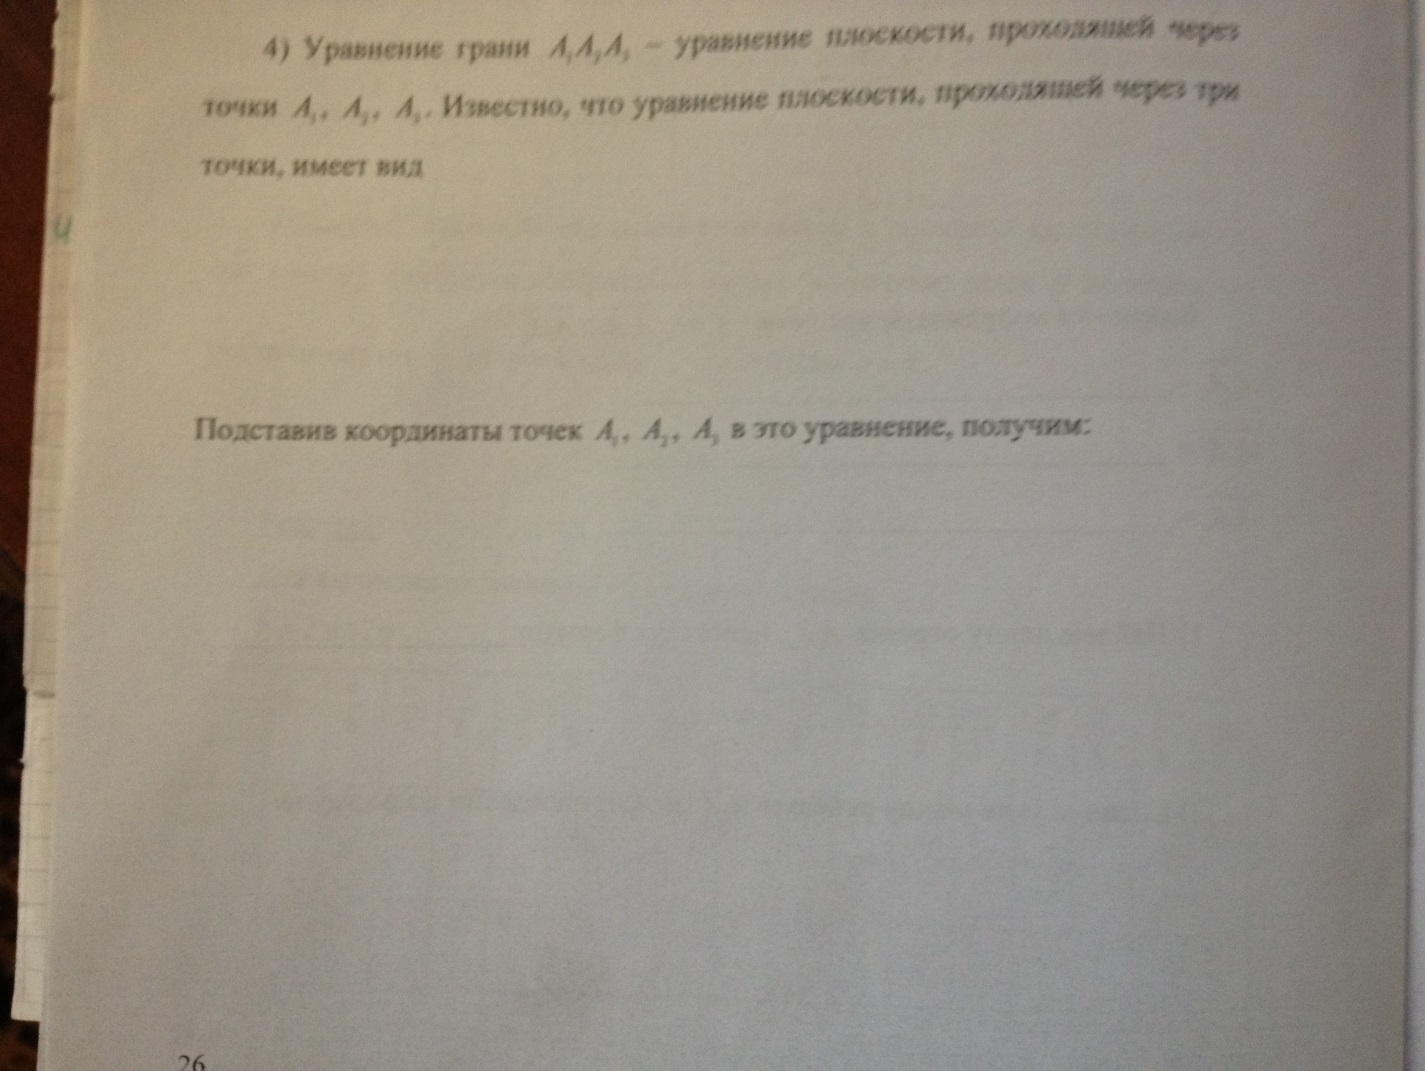 4) Уравнение грани A₁A₂A₃ – уравнение плоскости, проходящей через
точки A₁, A₂, A₃. Известно, что уравнение плоскости, проходящей через три
точки, имеет вид
Подставив координаты точек A₁, A₂, A₃ в это уравнение, получим:
26